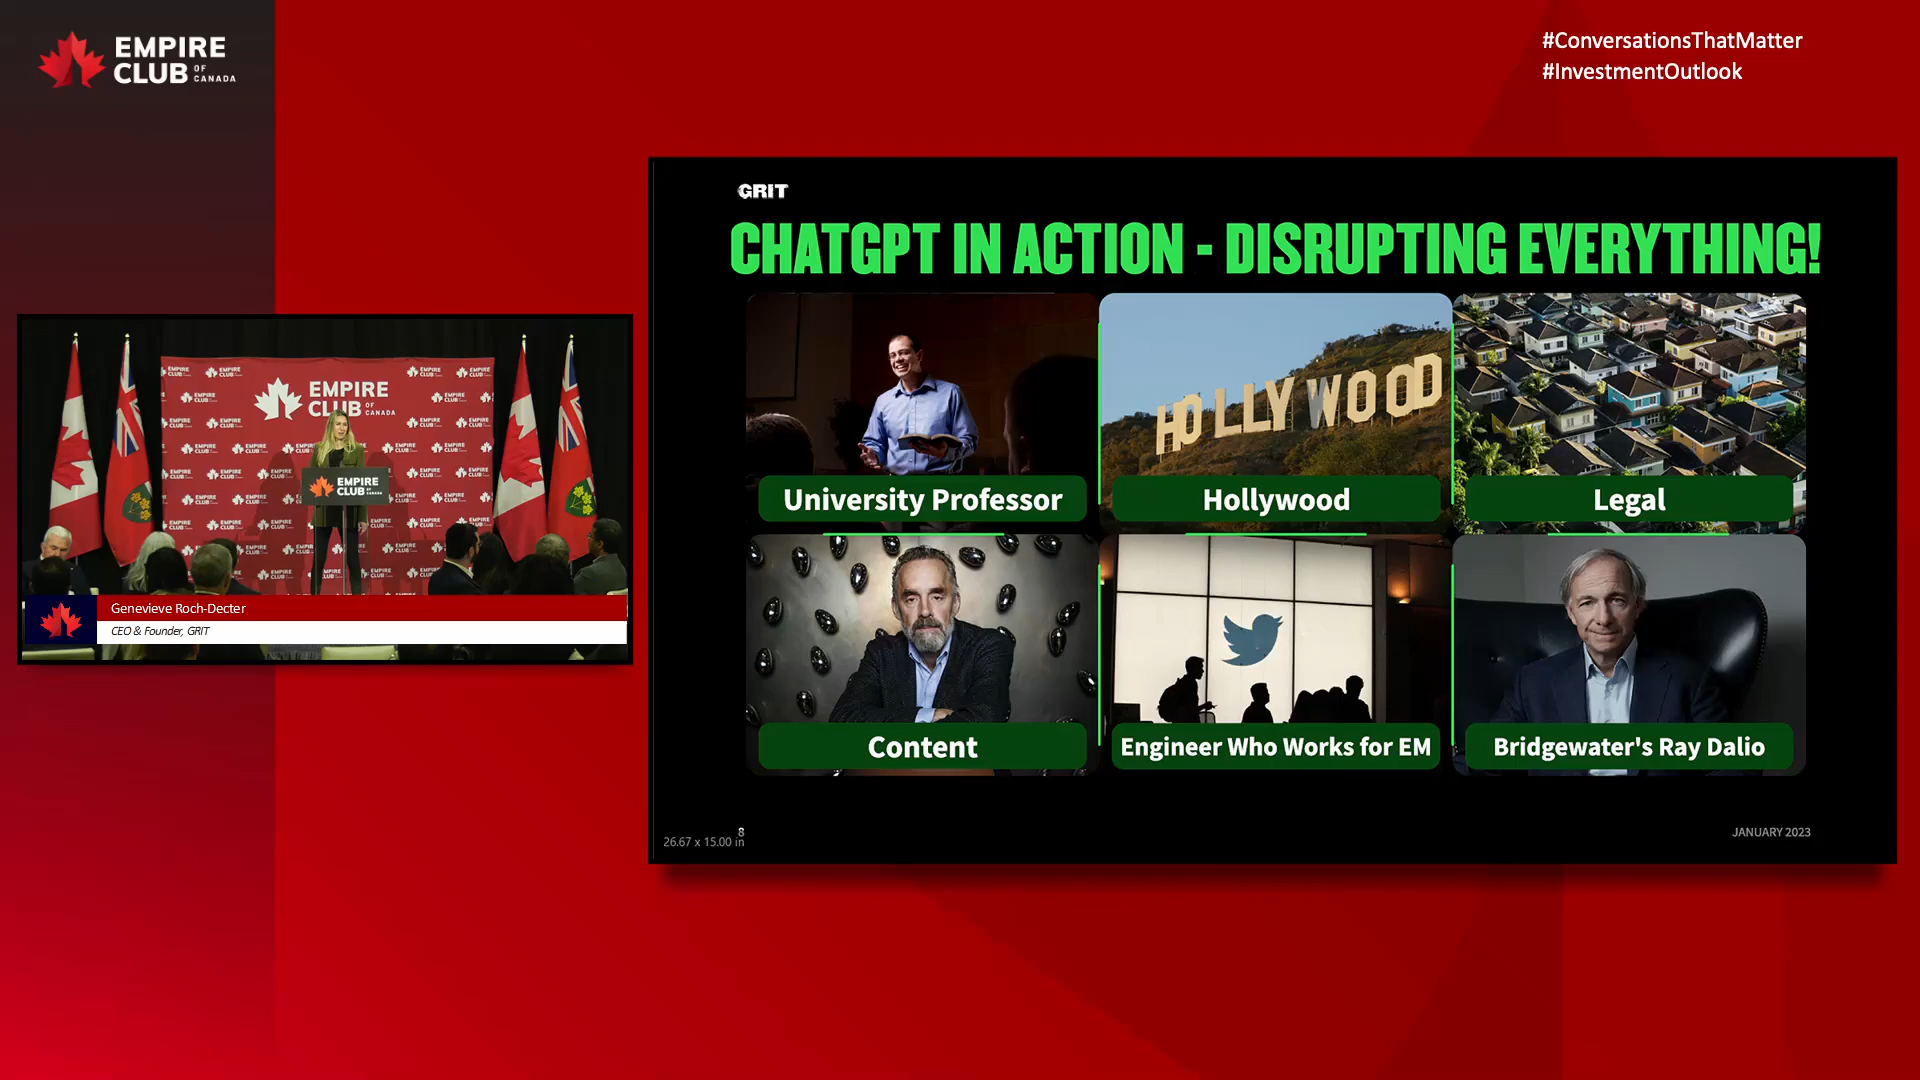 EMPIRE
CLUB OF CANADA
#ConversationsThatMatter
#InvestmentOutlook
EMPIRE
CLUB OF CANADA
EMPIRE
CLUB OF CANADA
Genevieve Roch-Decter
CEO & Founder, GRIT
GRIT
CHATGPT IN ACTION - DISRUPTING EVERYTHING!
HOLLYWOOD
University Professor
Hollywood
Legal
Content
Engineer Who Works for EM
Bridgewater's Ray Dalio
8
26.67 x 15.00 in
JANUARY 2023